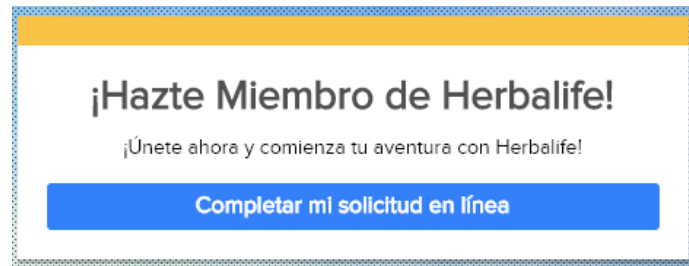 ¡Hazte Miembro de Herbalife!
¡Únete ahora y comienza tu aventura con Herbalife!
Completar mi solicitud en línea